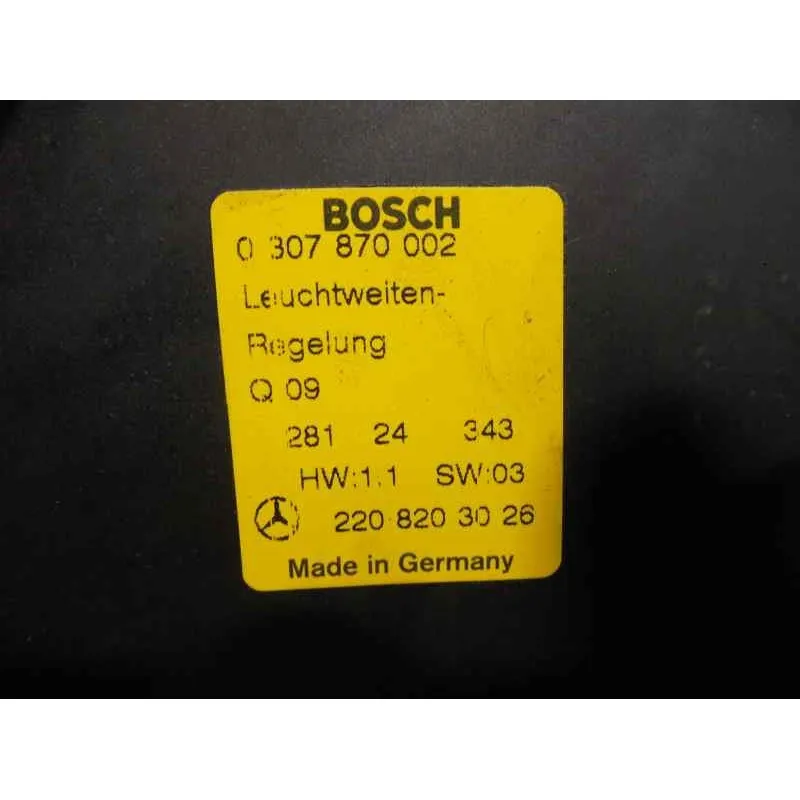 BOSCH
0 307 870 002
Leuchtweiten-
Regelung
Q 09
281 24 343
HW:1.1 SW:03
220 820 30 26
Made in Germany